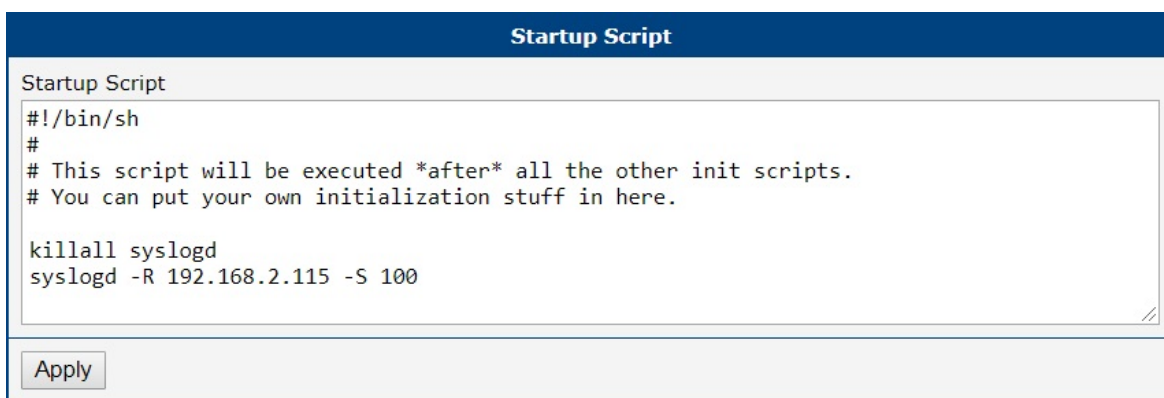 Startup Script
Startup Script
#!/bin/sh
#
# This script will be executed *after* all the other init scripts.
# You can put your own initialization stuff in here.
killall syslogd
syslogd -R 192.168.2.115 -S 100
Apply